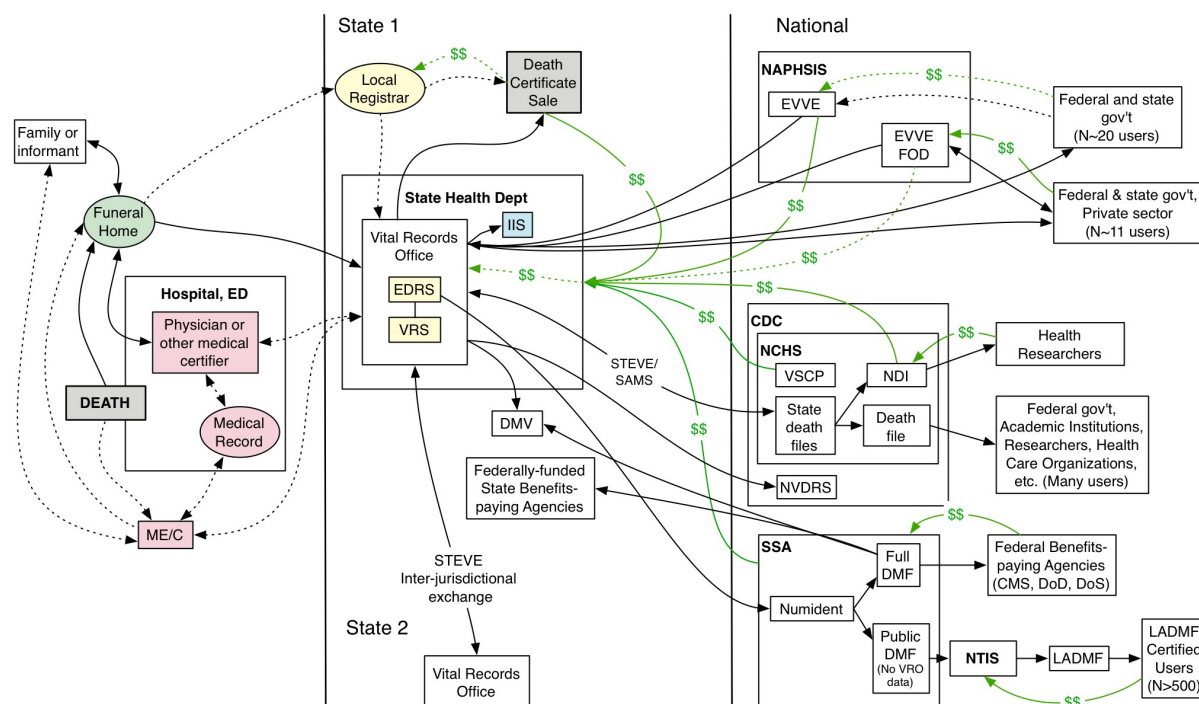 State 1
National
Family or
informant
Funeral
Home
DEATH
Hospital, ED
Physician or
other medical
certifier
Medical
Record
ME/C
Local
Registrar
$$
Death
Certificate
Sale
$$
State Health Dept
Vital Records
Office
IIS
EDRS
VRS
$$
DMV
Federally-funded
State Benefits-
paying Agencies
STEVE
Inter-jurisdictional
exchange
State 2
Vital Records
Office
STEVE/
SAMS
NAPHSIS
EVVE
EVVE
FOD
$$
$$
$$
$$
Federal and state
gov't
(N~20 users)
Federal & state gov't,
Private sector
(N~11 users)
$$
$$
$$
CDC
NCHS
VSCP
NDI
State
death
files
Death
file
NVDRS
$$
Health
Researchers
Federal gov't,
Academic Institutions,
Researchers, Health
Care Organizations,
etc. (Many users)
$$
SSA
Full
DMF
Numident
Public
DMF
(No VRO
data)
Federal Benefits-
paying Agencies
(CMS, DoD, DoS)
NTIS
LADMF
LADMF
Certified
Users
(N>500)
$$